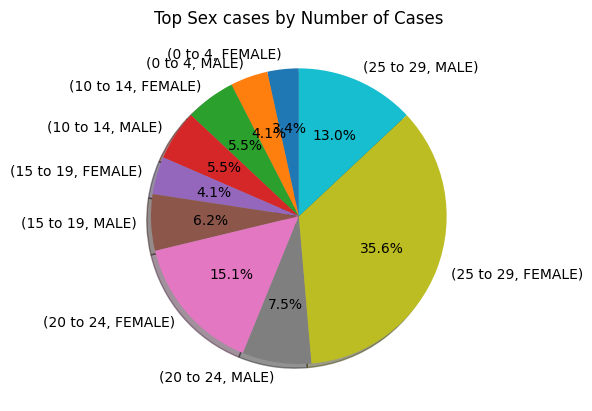 Top Sex cases by Number of Cases
(0 to 4, FEMALE)
3.4%
(0 to 4, MALE)
4.1%
(10 to 14, FEMALE)
5.5%
(10 to 14, MALE)
5.5%
(15 to 19, FEMALE)
4.1%
(15 to 19, MALE)
6.2%
(20 to 24, FEMALE)
15.1%
(20 to 24, MALE)
7.5%
(25 to 29, FEMALE)
35.6%
(25 to 29, MALE)
13.0%